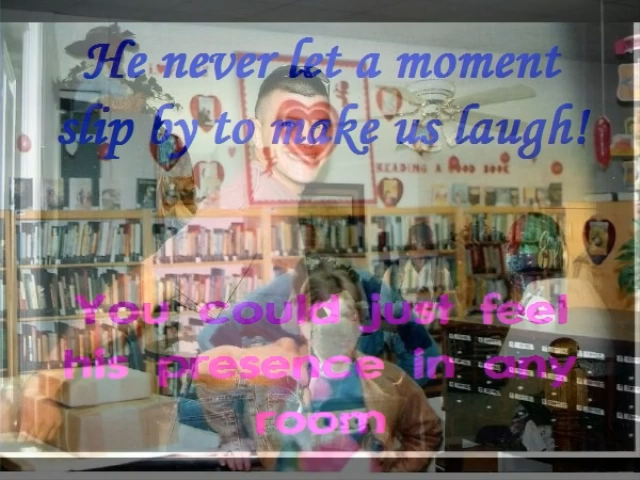 He never let a moment
slip by to make us laugh!
READING A GOOD BOOK
You could just feel
his presence in any
room